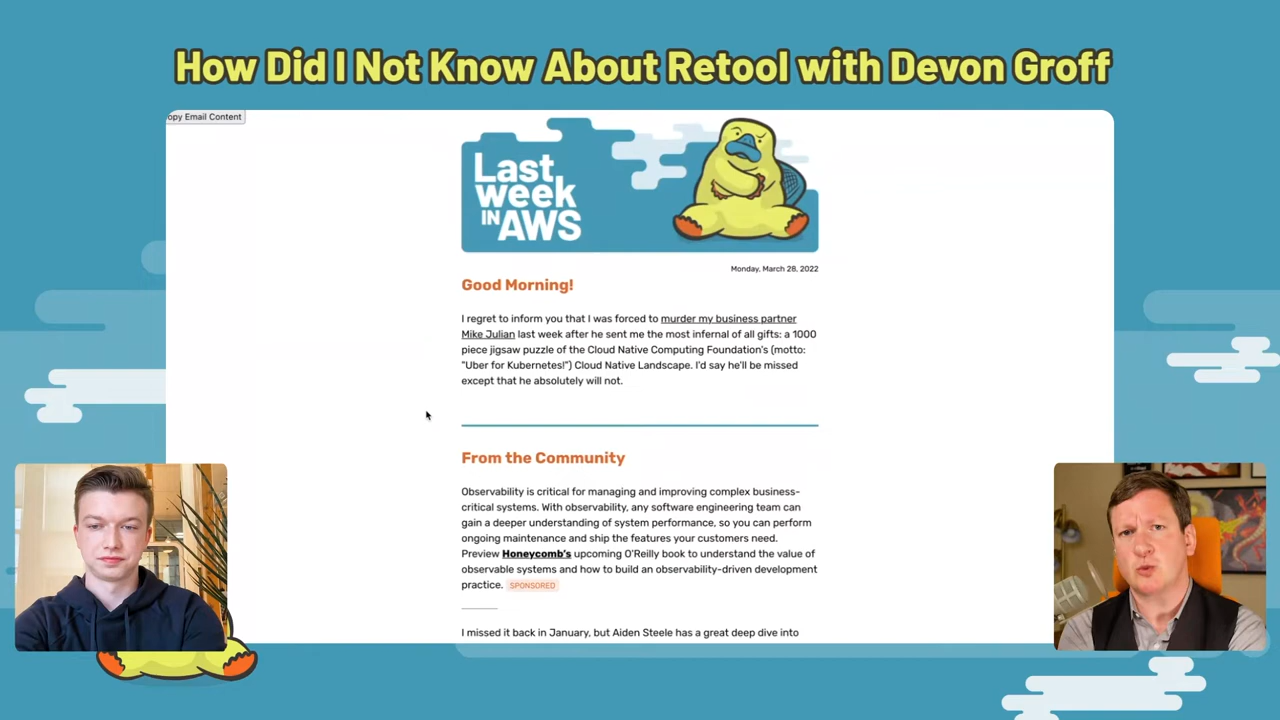 How Did I Not Know About Retool with Devon Groff
opy Email Content
Last
week
IN AWS
Monday, March 28, 2022
Good Morning!
I regret to inform you that I was forced to murder my business partner
Mike Julian last week after he sent me the most infernal of all gifts: a 1000
piece jigsaw puzzle of the Cloud Native Computing Foundation's (motto:
"Uber for Kubernetes!") Cloud Native Landscape. I'd say he'll be missed
except that he absolutely will not.
From the Community
Observability is critical for managing and improving complex business-
critical systems. With observability, any software engineering team can
gain a deeper understanding of system performance, so you can perform
ongoing maintenance and ship the features your customers need.
Preview Honeycomb's upcoming O'Reilly book to understand the value of
observable systems and how to build an observability-driven development
practice. SPONSORED
I missed it back in January, but Aiden Steele has a great deep dive into